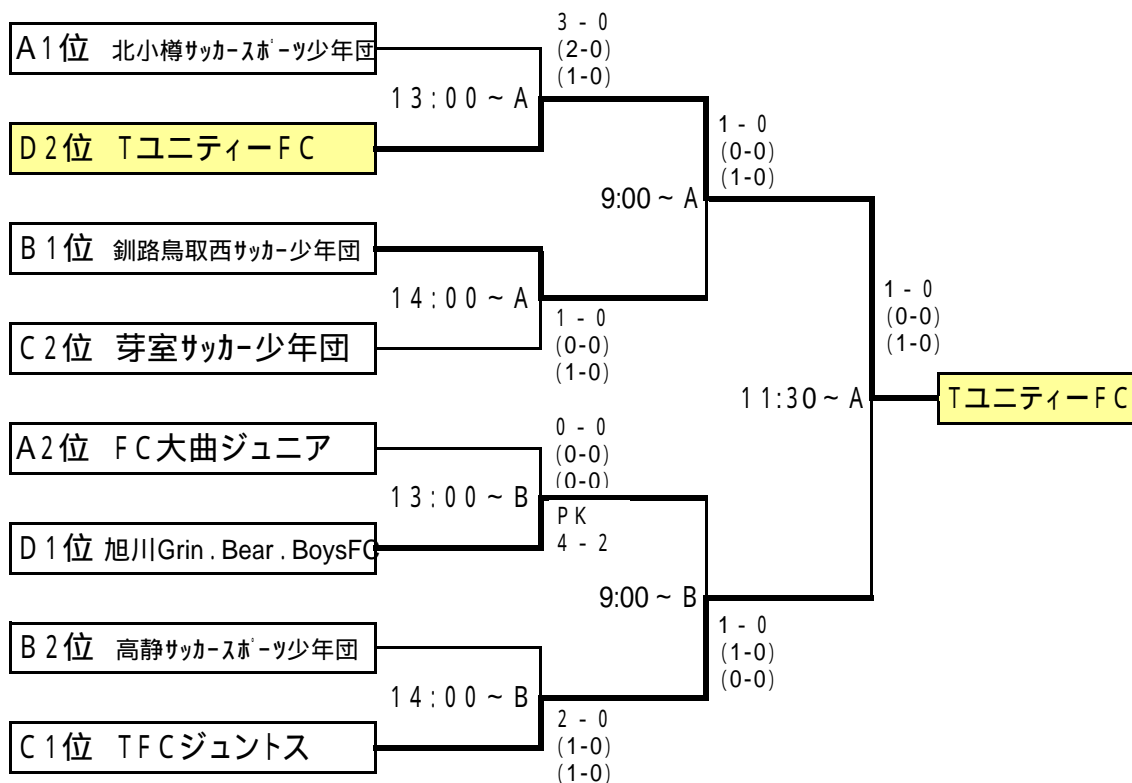 A1位 北小樽ｻｯｶｰｽﾎﾟｰﾂ少年団
3 - 0
(2-0)
(1-0)
13:00 ~ A
D2位 TユニティーFC
1 - 0
(0-0)
(1-0)
9:00 ~ A
B1位 釧路鳥取西ｻｯｶｰ少年団
14:00 ~ A
1 - 0
(0-0)
(1-0)
C2位 芽室ｻｯｶｰ少年団
1 - 0
(0-0)
(1-0)
11:30 ~ A
TユニティーFC
A2位 FC大曲ジュニア
0 - 0
(0-0)
(0-0)
13:00 ~ B
PK
4 - 2
D1位 旭川Grin.Bear.BoysFC
9:00 ~ B
1 - 0
(1-0)
(0-0)
B2位 高静ｻｯｶｰｽﾎﾟｰﾂ少年団
14:00 ~ B
2 - 0
(1-0)
(1-0)
C1位 TFCジュントス